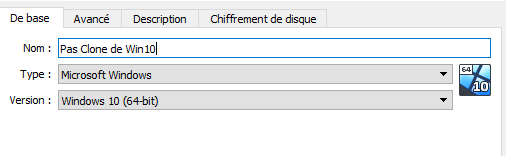 De base Avancé Description Chiffrement de disque
Nom : Pas Clone de Win10
Type : Microsoft Windows 64
Version : Windows 10 (64-bit) 10